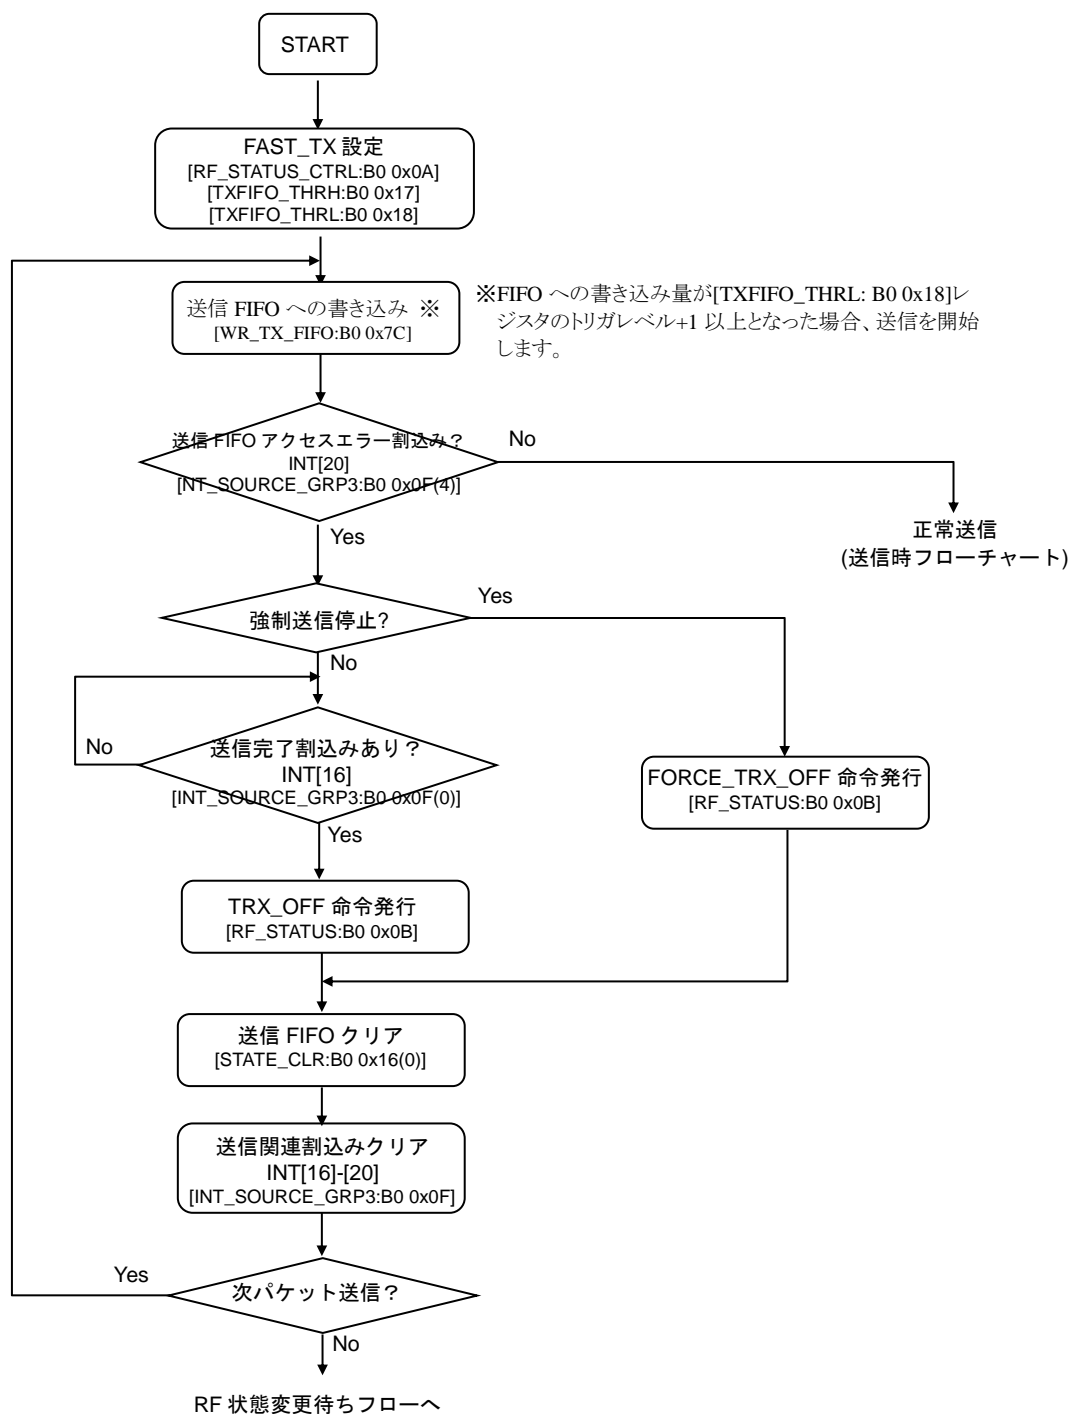 START
FAST_TX 設定
[RF_STATUS_CTRL:B0 0x0A]
[TXFIFO_THRH:B0 0x17]
[TXFIFO_THRL:B0 0x18]
送信 FIFO への書き込み ※
[WR_TX_FIFO:B0 0x7C]
※FIFO への書き込み量が[TXFIFO_THRL: B0 0x18]レ
ジスタのトリガレベル+1 以上となった場合、送信を開始
します。
送信 FIFO アクセスエラー割込み?
INT[20]
[NT_SOURCE_GRP3:B0 0x0F(4)]
No
正常送信
(送信時フローチャート)
Yes
強制送信停止?
Yes
No
送信完了割込みあり?
INT[16]
[INT_SOURCE_GRP3:B0 0x0F(0)]
No
Yes
FORCE_TRX_OFF 命令発行
[RF_STATUS:B0 0x0B]
TRX_OFF 命令発行
[RF_STATUS:B0 0x0B]
送信 FIFO クリア
[STATE_CLR:B0 0x16(0)]
送信関連割込みクリア
INT[16]-[20]
[INT_SOURCE_GRP3:B0 0x0F]
Yes
次パケット送信?
No
RF 状態変更待ちフローへ